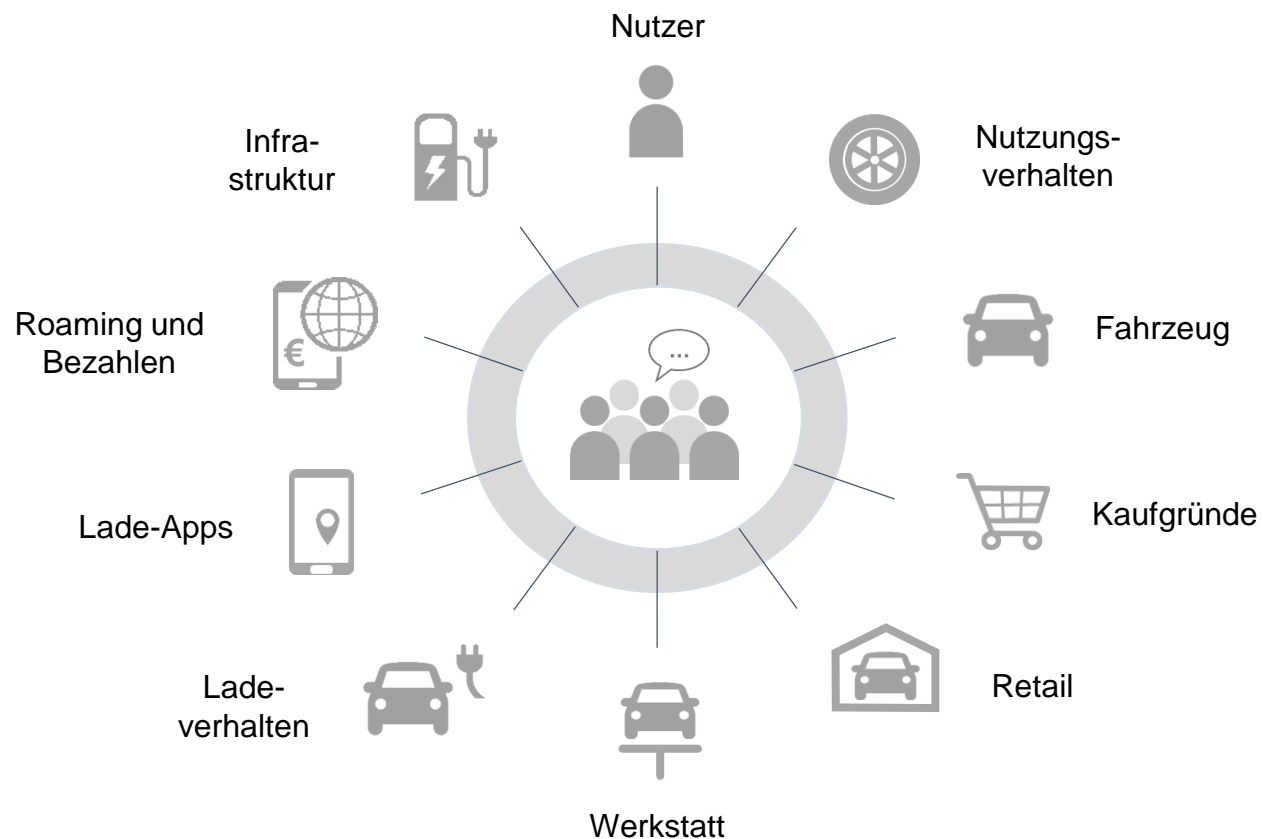 Nutzer
Nutzungs-
verhalten
Fahrzeug
Kaufgründe
Retail
Werkstatt
Lade-
verhalten
Lade-Apps
Roaming und
Bezahlen
€
Infra-
struktur
...